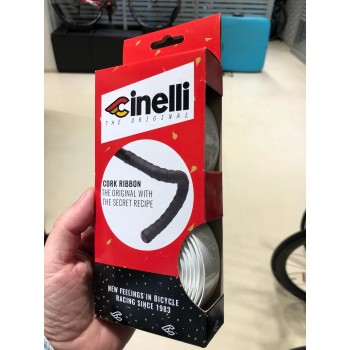 Cinelli
THE ORIGINAL
CORK RIBBON
THE ORIGINAL WITH
THE SECRET RECIPE
NEW FEELINGS IN BICYCLE
RACING SINCE 1983